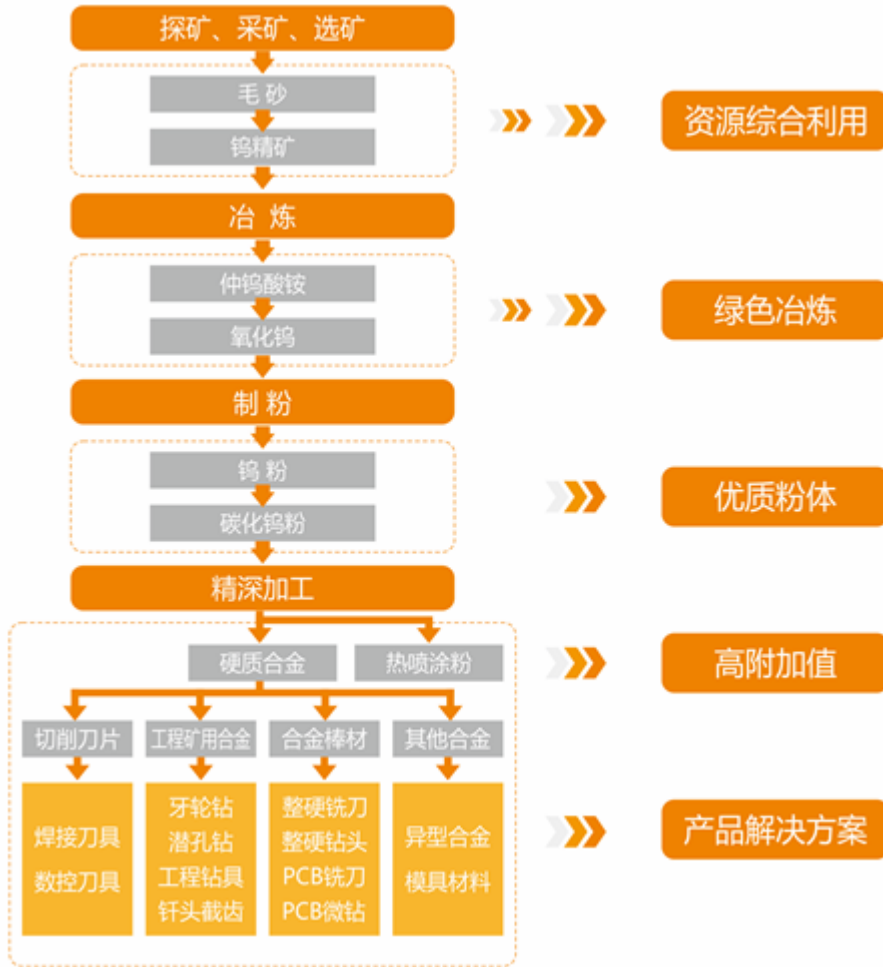 探矿、采矿、选矿
毛砂
钨精矿
资源综合利用
冶炼
仲钨酸铵
氧化钨
绿色冶炼
制粉
钨粉
碳化钨粉
优质粉体
精深加工
硬质合金
热喷涂粉
高附加值
切削刀片
工程矿用合金
合金棒材
其他合金
焊接刀具
数控刀具
牙轮钻
潜孔钻
工程钻具
钎头截齿
整硬铣刀
整硬钻头
PCB铣刀
PCB微钻
异型合金
模具材料
产品解决方案